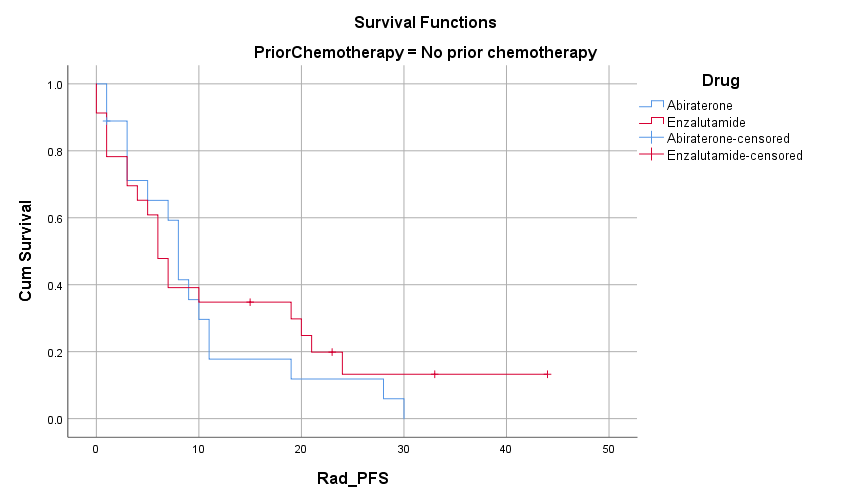 Survival Functions
PriorChemotherapy = No prior chemotherapy
Drug
Abiraterone
Enzalutamide
Abiraterone-censored
Enzalutamide-censored
Cum Survival
1.0
0.8
0.6
0.4
0.2
0.0
0 10 20 30 40 50
Rad_PFS